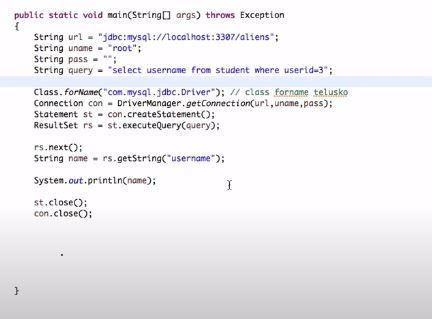 public static void main(String[] args) throws Exception
{
String url = "jdbc:mysql://localhost:3307/aliens";
String uname = "root";
String pass = "";
String query = "select username from student where userid=3";
Class.forName("com.mysql.jdbc.Driver"); // class forname telusko
Connection con = DriverManager.getConnection(url,uname,pass);
Statement st = con.createStatement();
ResultSet rs = st.executeQuery(query);
rs.next();
String name = rs.getString("username");
System.out.println(name);
st.close();
con.close();
}